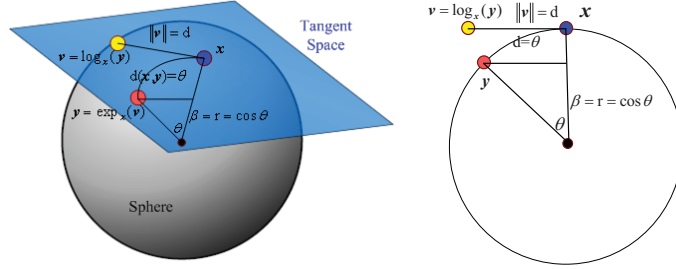 ‖v‖ = d
x
Tangent
Space
v = log_x(y)
d(x,y)=θ
y = exp_x(v)
θ
β = r = cos θ
Sphere
v = log_x(y)
‖v‖ = d
x
d=θ
y
β = r = cos θ
θ